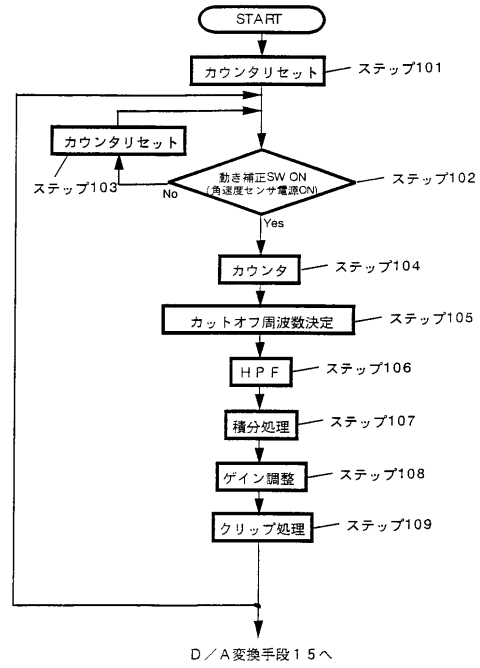 START
カウンタリセット
ステップ101
カウンタリセット
ステップ103
動き補正SW ON
(角速度センサ電源ON)
ステップ102
No
Yes
カウンタ
ステップ104
カットオフ周波数決定
ステップ105
HPF
ステップ106
積分処理
ステップ107
ゲイン調整
ステップ108
クリップ処理
ステップ109
D/A変換手段15へ